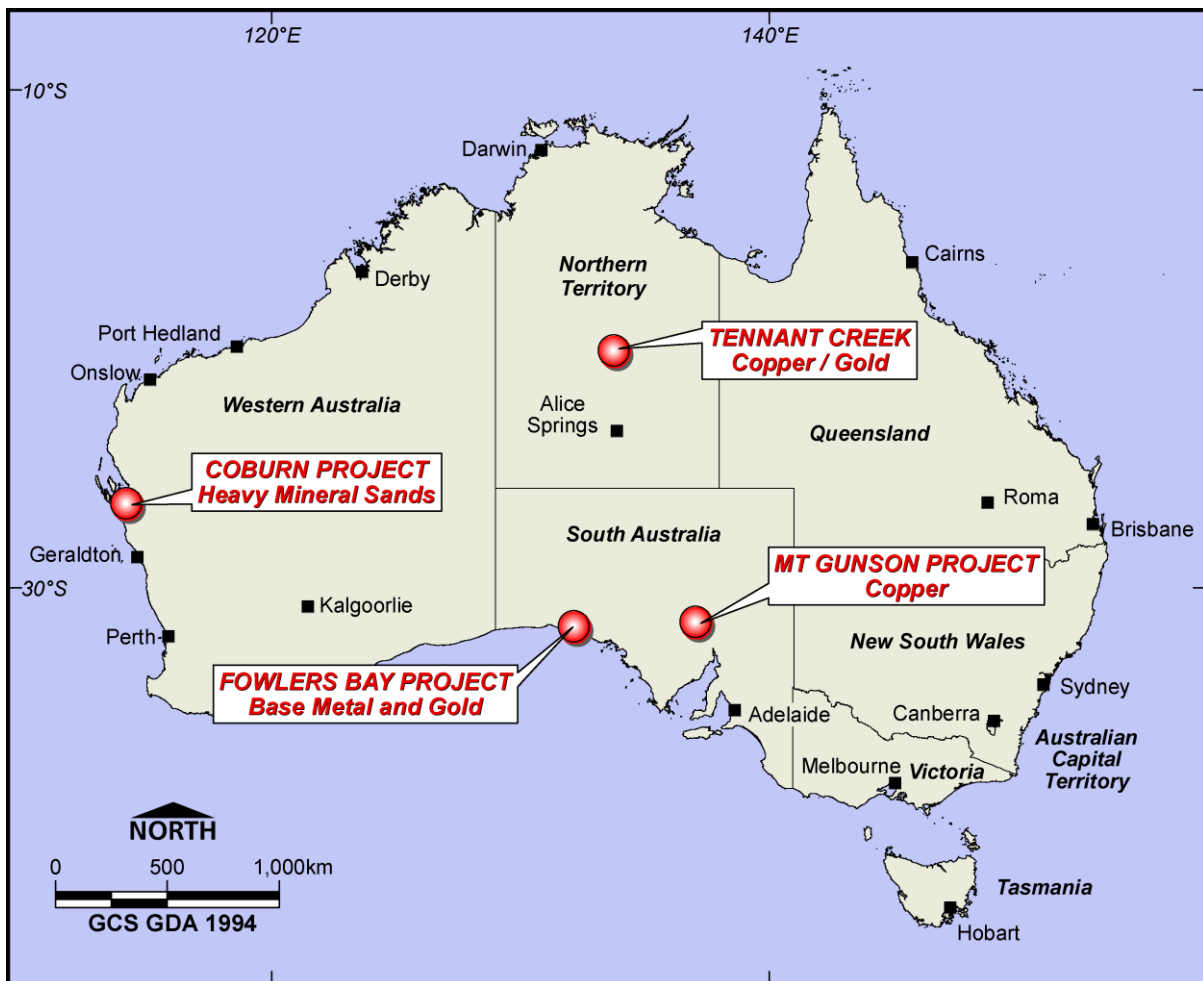 120°E
140°E
10°S
Darwin
Cairns
Derby
Northern
Territory
Port Hedland
TENNANT CREEK
Copper / Gold
Onslow
Western Australia
Alice
Springs
Queensland
COBURN PROJECT
Heavy Mineral Sands
Roma
Brisbane
South Australia
Geraldton
MT GUNSON PROJECT
Copper
30°S
Kalgoorlie
Perth
New South Wales
FOWLERS BAY PROJECT
Base Metal and Gold
Sydney
Adelaide
Canberra
Australian
Capital
Territory
Melbourne
Victoria
NORTH
0 500 1,000km
GCS GDA 1994
Tasmania
Hobart